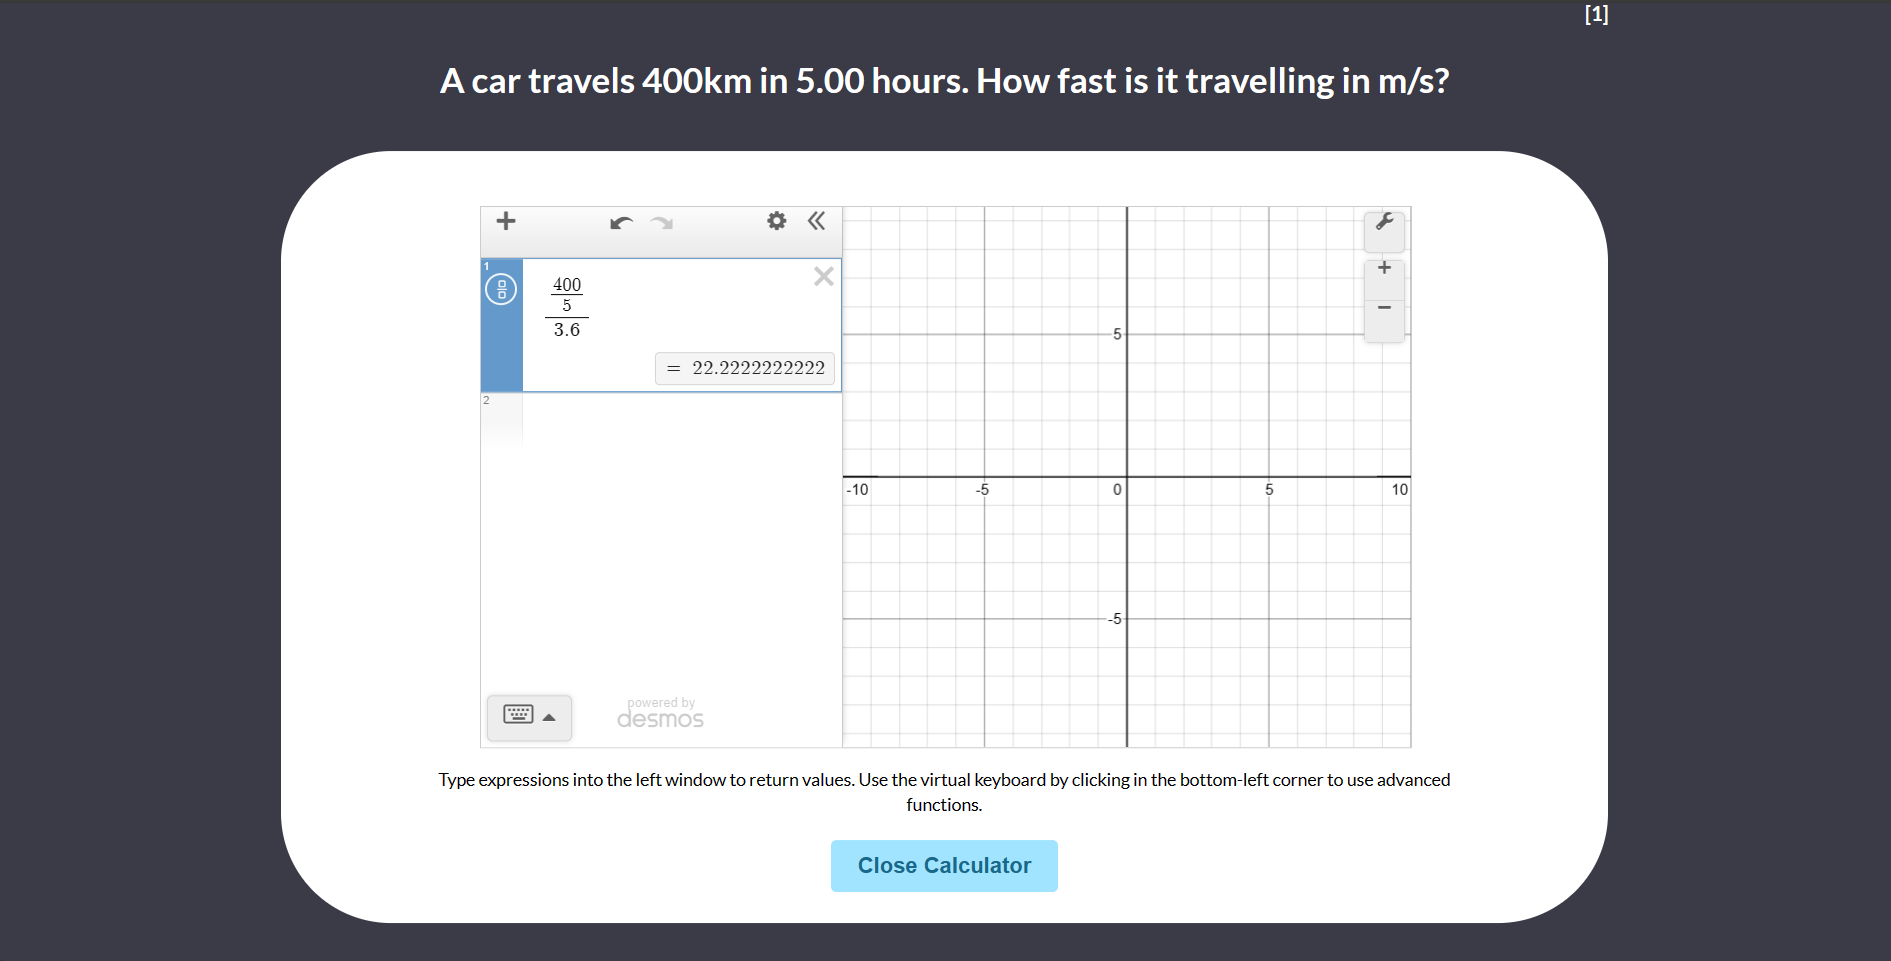 [1]
A car travels 400km in 5.00 hours. How fast is it travelling in m/s?
1
400
5
3.6
= 22.2222222222
2
powered by
desmos
5
-10 -5 0 5 10
-5
Type expressions into the left window to return values. Use the virtual keyboard by clicking in the bottom-left corner to use advanced
functions.
Close Calculator